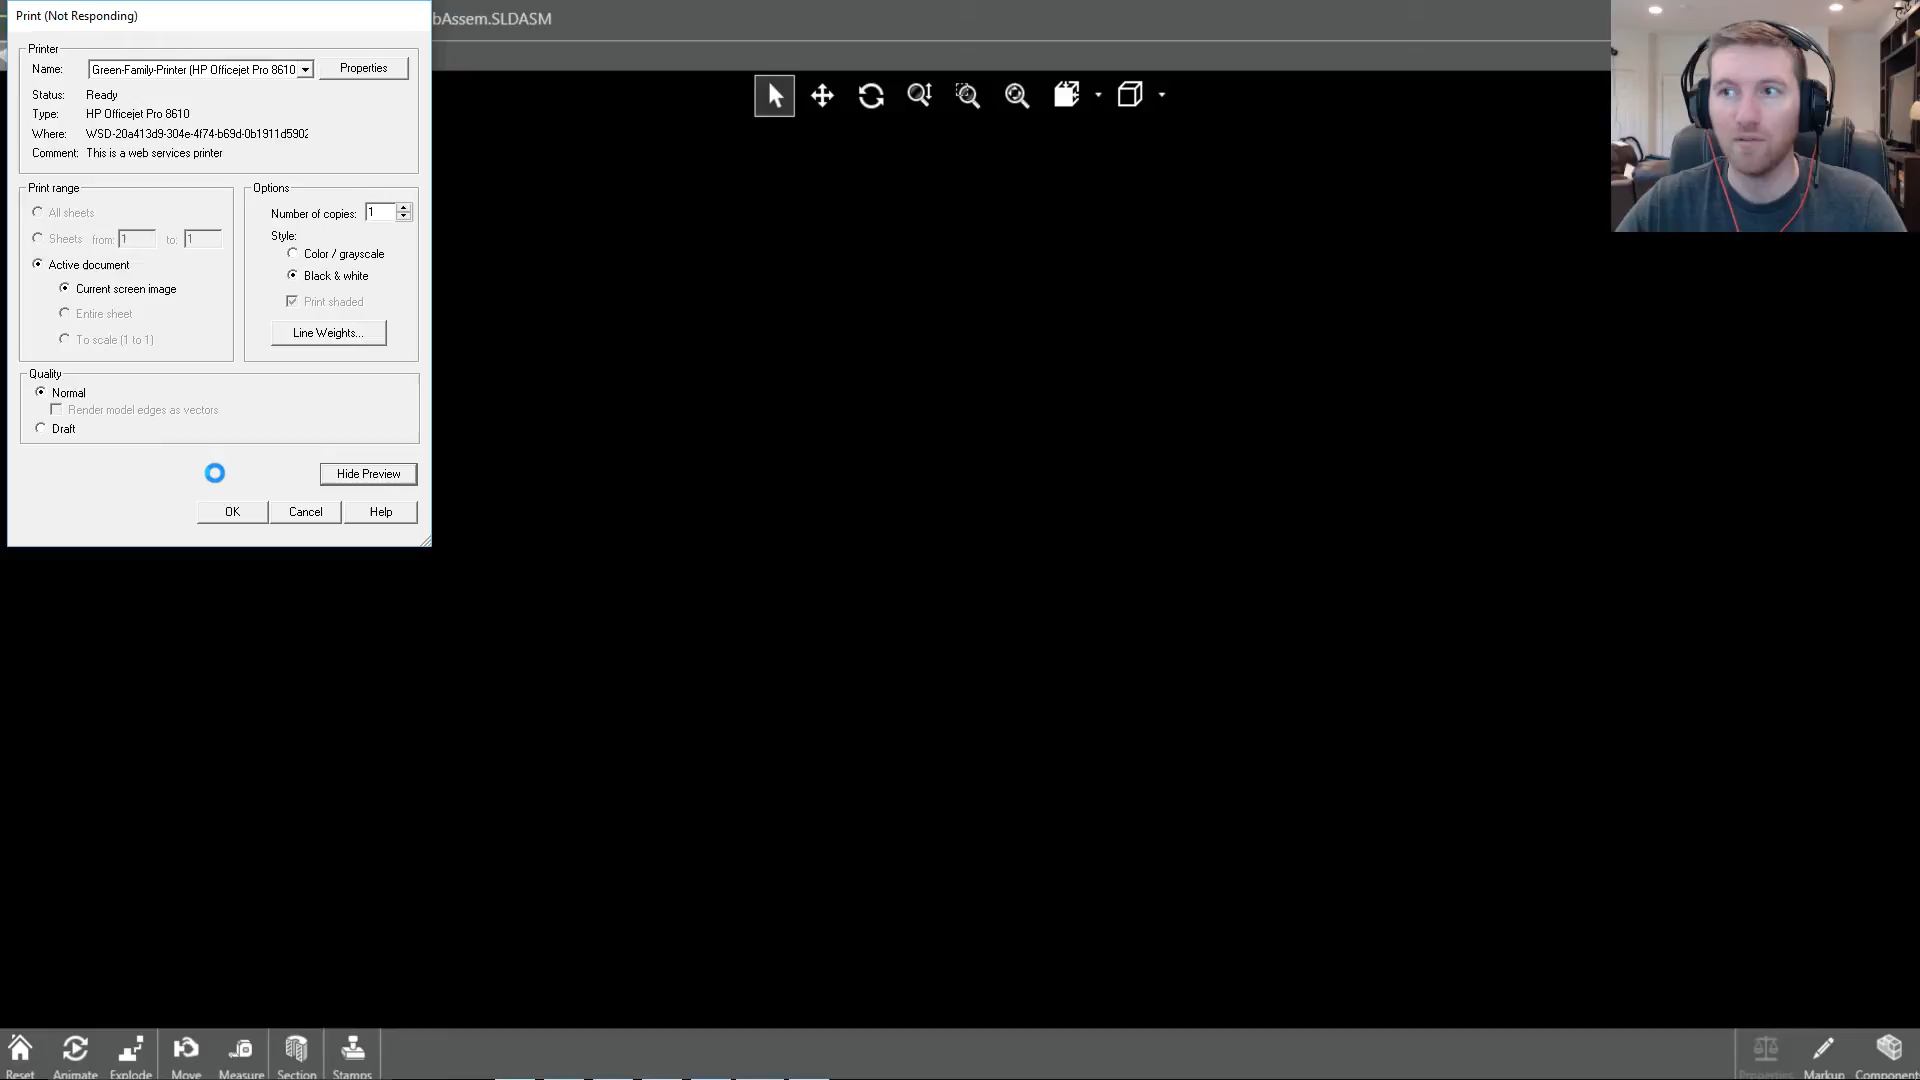 Print (Not Responding)
bAssem.SLDASM
Printer
Name: Green-Family-Printer (HP Officejet Pro 8610 Properties
Status: Ready
Type: HP Officejet Pro 8610
Where: WSD-20a413d9-304e-4f74-b69d-0b1911d5902
Comment: This is a web services printer
Print range
All sheets
Sheets from: 1 to: 1
Active document
Current screen image
Entire sheet
To scale (1 to 1)
Options
Number of copies: 1
Style:
Color / grayscale
Black & white
Print shaded
Line Weights...
Quality
Normal
Render model edges as vectors
Draft
Hide Preview
OK Cancel Help
Reset Animate Explode Move Measure Section Stamps Properties Markup Component